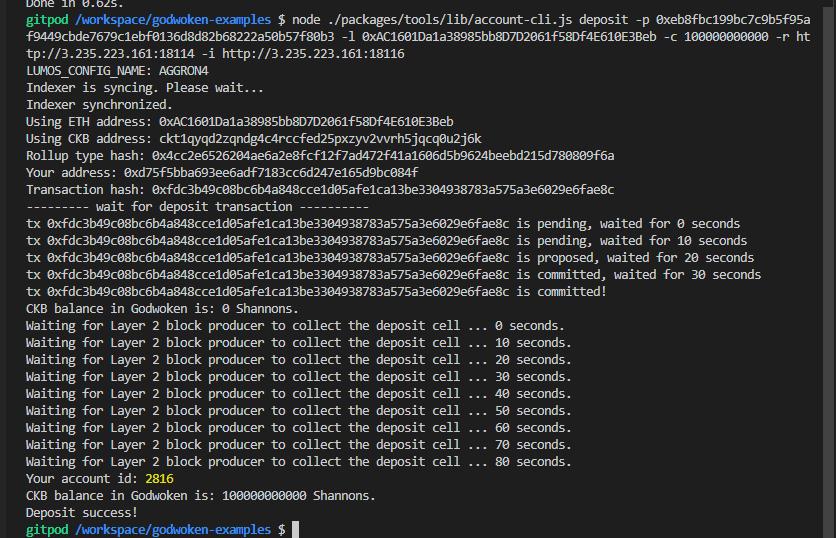 Done in 0.62s.
gitpod /workspace/godwoken-examples $ node ./packages/tools/lib/account-cli.js deposit -p 0xeb8fbc199bc7c9b5f95a
f9449cbde7679c1ebf0136d8d82b68222a50b57f80b3 -l 0xAC1601Da1a38985bb8D7D2061f58Df4E610E3Beb -c 100000000000 -r ht
tp://3.235.223.161:18114 -i http://3.235.223.161:18116
LUMOS_CONFIG_NAME: AGGRON4
Indexer is syncing. Please wait...
Indexer synchronized.
Using ETH address: 0xAC1601Da1a38985bb8D7D2061f58Df4E610E3Beb
Using CKB address: ckt1qyqd2zqndg4c4rccfed25pxzyv2vvrh5jqcq0u2j6k
Rollup type hash: 0x4cc2e6526204ae6a2e8fcf12f7ad472f41a1606d5b9624beebd215d780809f6a
Your address: 0xd75f5bba693ee6adf7183cc6d247e165d9bc084f
Transaction hash: 0xfdc3b49c08bc6b4a848cce1d05afe1ca13be3304938783a575a3e6029e6fae8c
--------- wait for deposit transaction ----------
tx 0xfdc3b49c08bc6b4a848cce1d05afe1ca13be3304938783a575a3e6029e6fae8c is pending, waited for 0 seconds
tx 0xfdc3b49c08bc6b4a848cce1d05afe1ca13be3304938783a575a3e6029e6fae8c is pending, waited for 10 seconds
tx 0xfdc3b49c08bc6b4a848cce1d05afe1ca13be3304938783a575a3e6029e6fae8c is proposed, waited for 20 seconds
tx 0xfdc3b49c08bc6b4a848cce1d05afe1ca13be3304938783a575a3e6029e6fae8c is committed, waited for 30 seconds
tx 0xfdc3b49c08bc6b4a848cce1d05afe1ca13be3304938783a575a3e6029e6fae8c is committed!
CKB balance in Godwoken is: 0 Shannons.
Waiting for Layer 2 block producer to collect the deposit cell ... 0 seconds.
Waiting for Layer 2 block producer to collect the deposit cell ... 10 seconds.
Waiting for Layer 2 block producer to collect the deposit cell ... 20 seconds.
Waiting for Layer 2 block producer to collect the deposit cell ... 30 seconds.
Waiting for Layer 2 block producer to collect the deposit cell ... 40 seconds.
Waiting for Layer 2 block producer to collect the deposit cell ... 50 seconds.
Waiting for Layer 2 block producer to collect the deposit cell ... 60 seconds.
Waiting for Layer 2 block producer to collect the deposit cell ... 70 seconds.
Waiting for Layer 2 block producer to collect the deposit cell ... 80 seconds.
Your account id: 2816
CKB balance in Godwoken is: 100000000000 Shannons.
Deposit success!
gitpod /workspace/godwoken-examples $